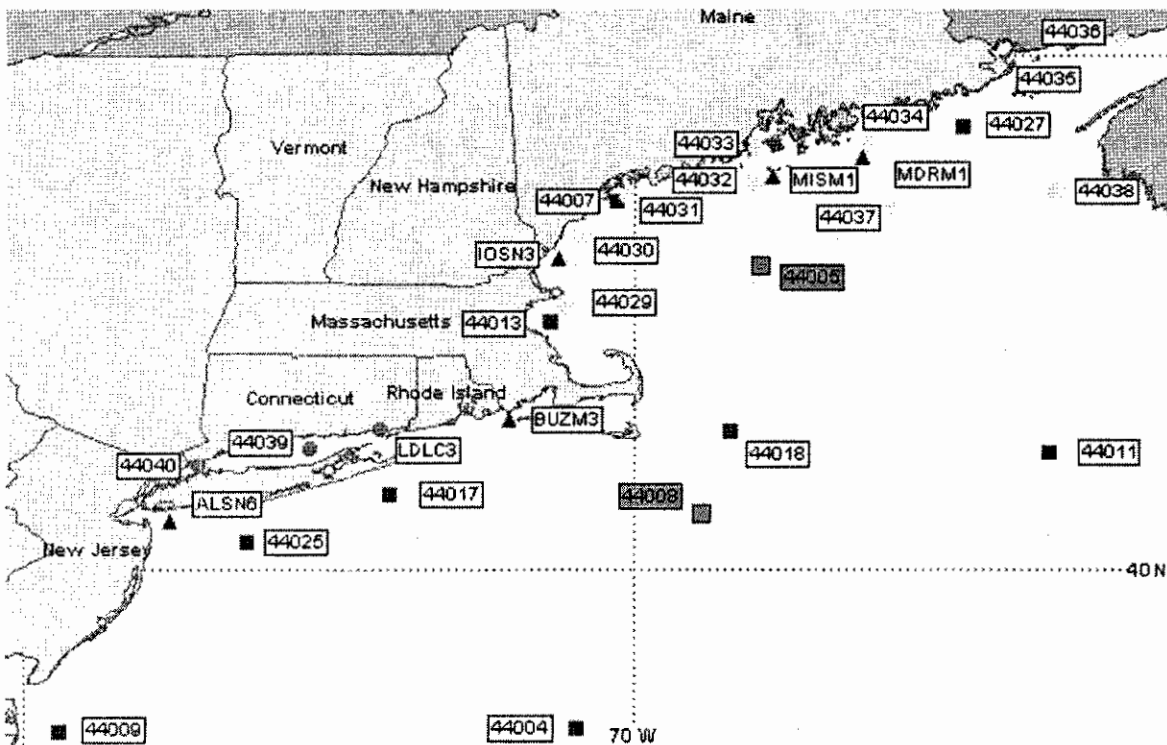 Maine
44036
44035
44034
44027
44033
Vermont
New Hampshire
44032
MISM1
MDRM1
44038
44007
44031
44037
IOSN3
44030
44005
44029
Massachusetts
44013
Rhode Island
Connecticut
BUZM3
44039
LDLC3
44018
44011
44040
44017
44008
ALSN6
44025
New Jersey
40N
44009
44004
70 W